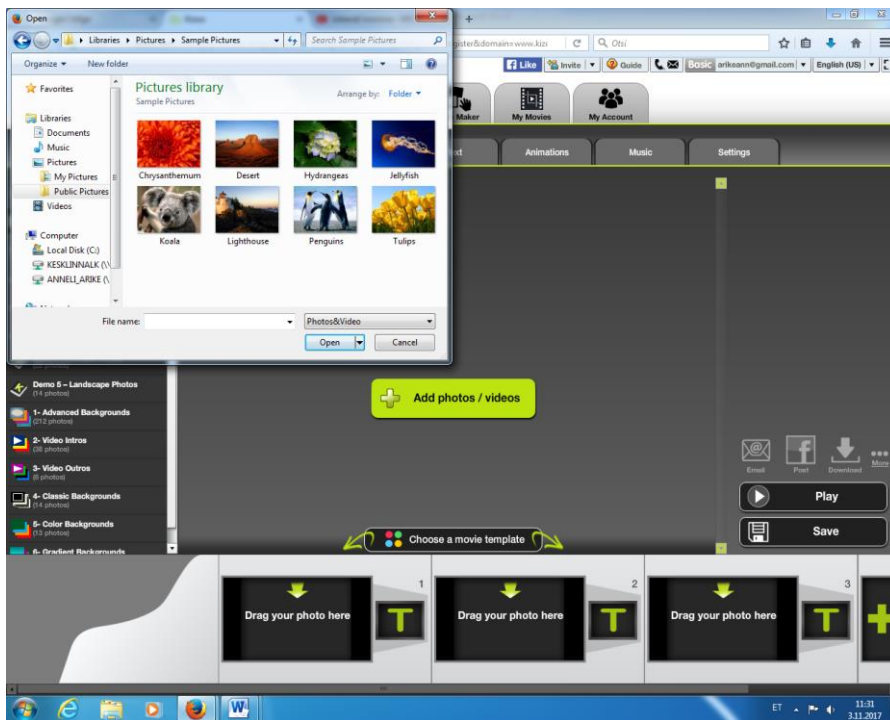 Open
Libraries ▸ Pictures ▸ Sample Pictures
Search Sample Pictures
Organize
New folder
Favorites
Libraries
Documents
Music
Pictures
My Pictures
Public Pictures
Videos
Computer
Local Disk (C:)
KESKLINNALK (\\
ANNELI_ARIKE (\
Pictures library
Sample Pictures
Arrange by: Folder
Chrysanthemum
Desert
Hydrangeas
Jellyfish
Koala
Lighthouse
Penguins
Tulips
File name:
Photos&Video
Open
Cancel
gister&domain=www.kizo
Otsi
Like
Invite
Guide
Basic
arikeann@gmail.com
English (US)
Maker
My Movies
My Account
Animations
Music
Settings
Demo 5 – Landscape Photos
(14 photos)
1- Advanced Backgrounds
(212 photos)
2- Video Intros
(38 photos)
3- Video Outros
(8 photos)
4- Classic Backgrounds
(14 photos)
5- Color Backgrounds
(13 photos)
6- Gradient Backgrounds
Add photos / videos
Email
Post
Download
More
Play
Save
Choose a movie template
1
Drag your photo here
T
2
Drag your photo here
T
3
Drag your photo here
T
ET
11:31
3.11.2017